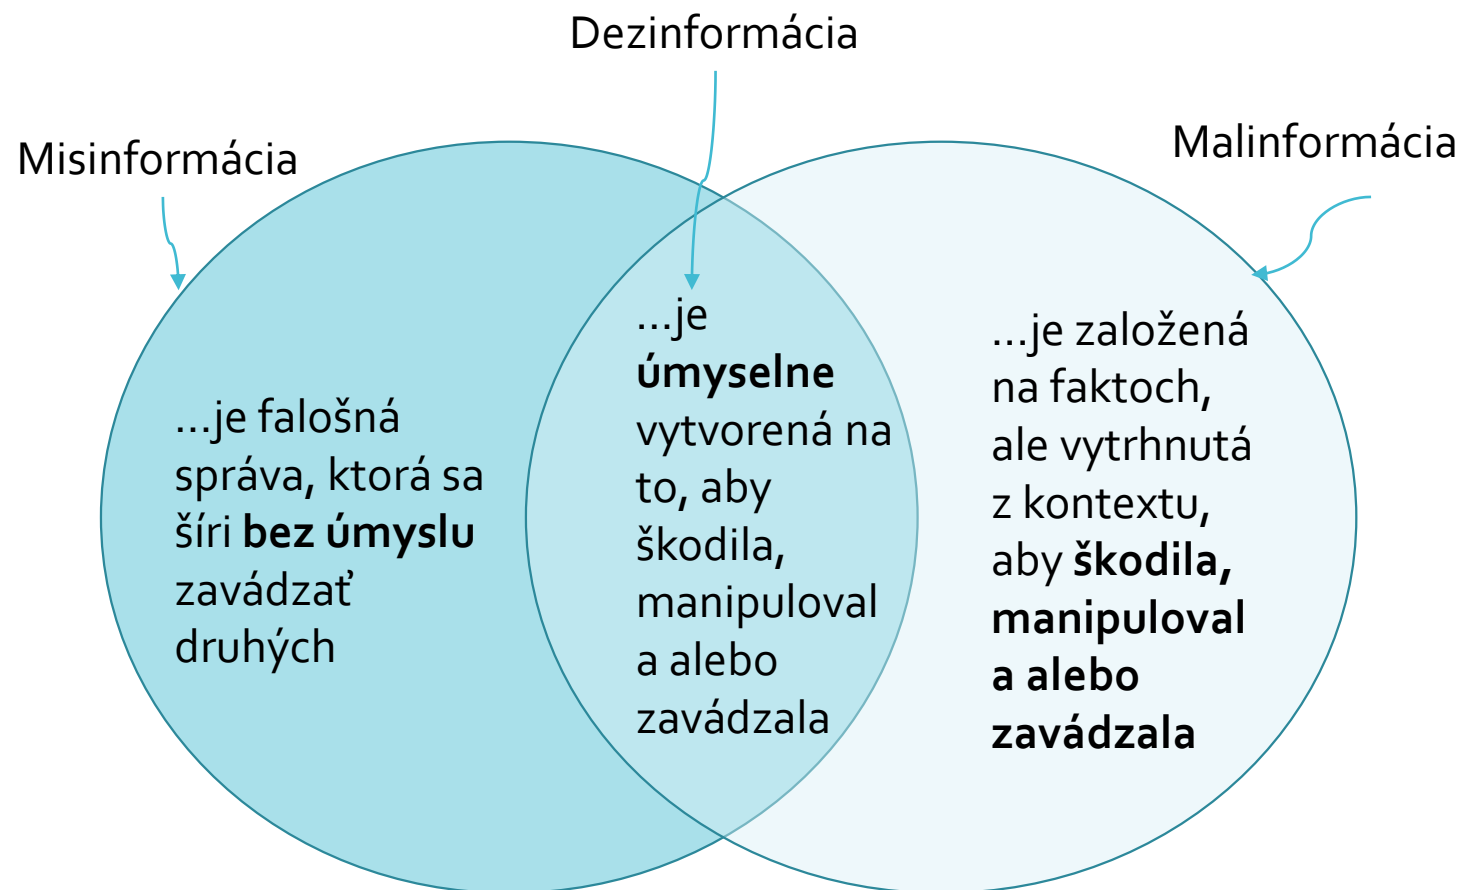 Dezinformácia
Misinformácia
Malinformácia
...je falošná
správa, ktorá sa
šíri bez úmyslu
zavádzať
druhých
...je
úmyselne
vytvorená na
to, aby
škodila,
manipuloval
a alebo
zavádzala
...je založená
na faktoch,
ale vytrhnutá
z kontextu,
aby škodila,
manipuloval
a alebo
zavádzala